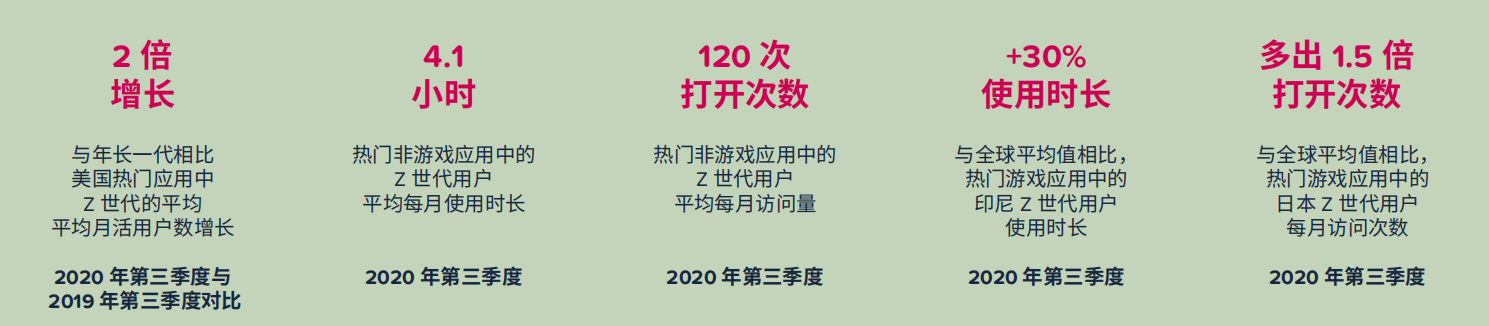 2 倍
增长
与年长一代相比
美国热门应用中
Z 世代的平均
平均月活用户数增长
2020 年第三季度与
2019 年第三季度对比
4.1
小时
热门非游戏应用中的
Z 世代用户
平均每月使用时长
2020 年第三季度
120 次
打开次数
热门非游戏应用中的
Z 世代用户
平均每月访问量
2020 年第三季度
+30%
使用时长
与全球平均值相比，
热门游戏应用中的
印尼 Z 世代用户
使用时长
2020 年第三季度
多出 1.5 倍
打开次数
与全球平均值相比，
热门游戏应用中的
日本 Z 世代用户
每月访问次数
2020 年第三季度